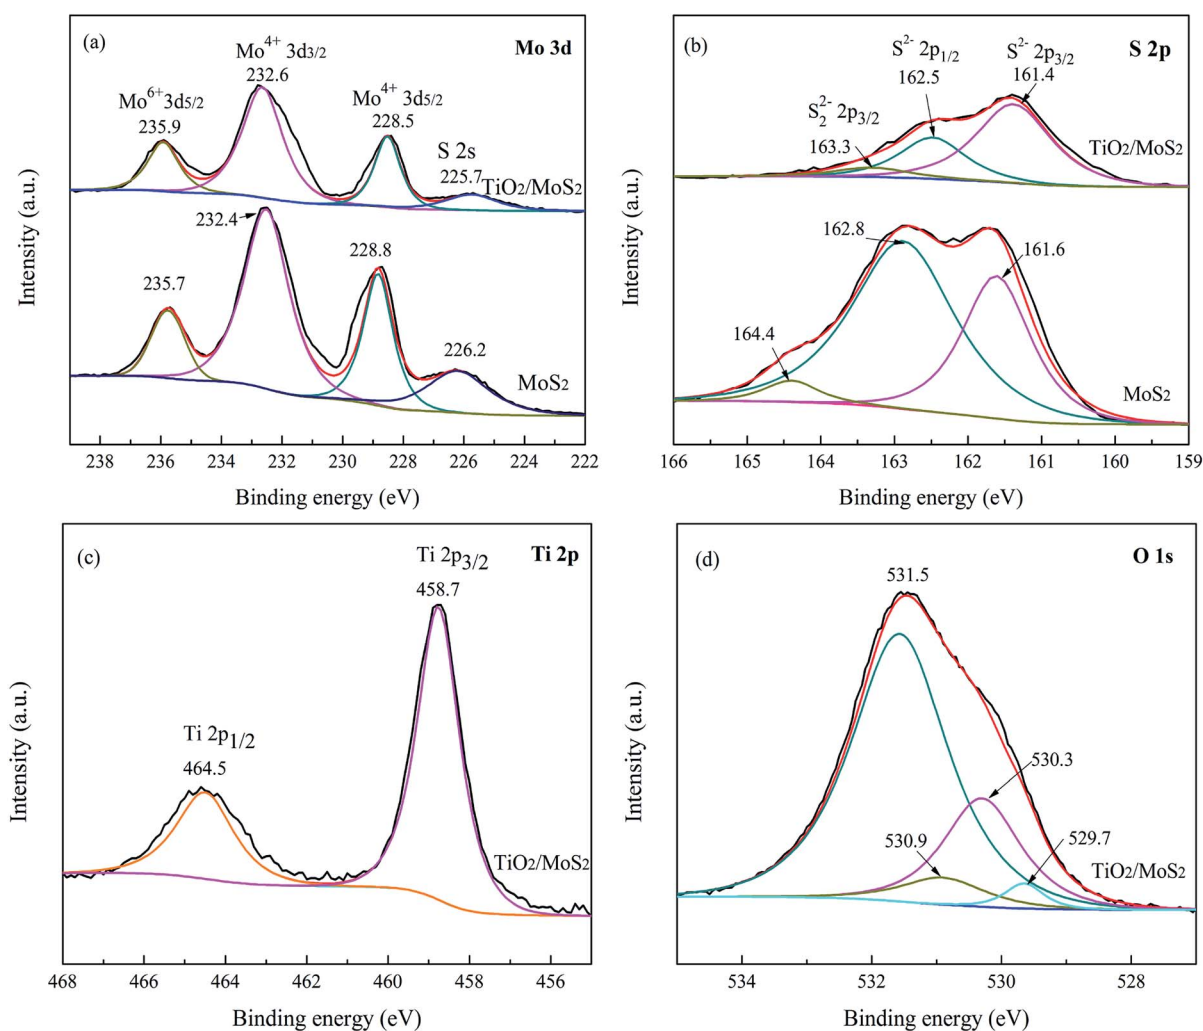 (a)
Mo 3d
Mo4+ 3d3/2
232.6
Mo6+3d5/2
235.9
Mo4+ 3d5/2
228.5
S 2s
225.7
TiO2/MoS2
232.4
235.7
228.8
226.2
MoS2
Intensity (a.u.)
238 236 234 232 230 228 226 224 222
Binding energy (eV)
(b)
S 2p
S2- 2p1/2
162.5
S2- 2p3/2
161.4
S22- 2p3/2
163.3
TiO2/MoS2
162.8
161.6
164.4
MoS2
Intensity (a.u.)
166 165 164 163 162 161 160 159
Binding energy (eV)
(c)
Ti 2p
Ti 2p3/2
458.7
Ti 2p1/2
464.5
TiO2/MoS2
Intensity (a.u.)
468 466 464 462 460 458 456
Binding energy (eV)
(d)
O 1s
531.5
530.3
530.9
529.7
TiO2/MoS2
Intensity (a.u.)
534 532 530 528
Binding energy (eV)